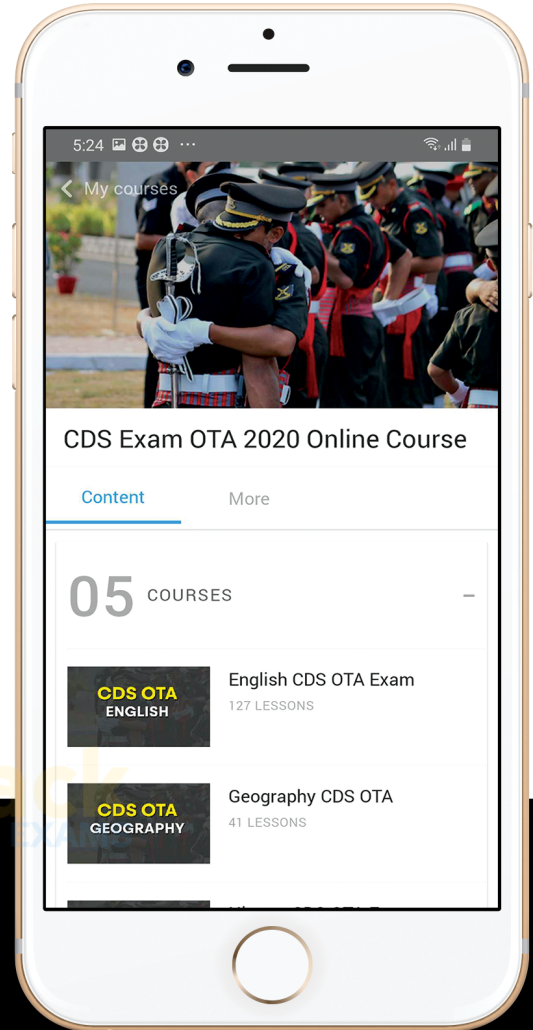 5:24
My courses
CDS Exam OTA 2020 Online Course
Content More
05 COURSES
CDS OTA
ENGLISH
English CDS OTA Exam
127 LESSONS
CDS OTA
GEOGRAPHY
Geography CDS OTA
41 LESSONS